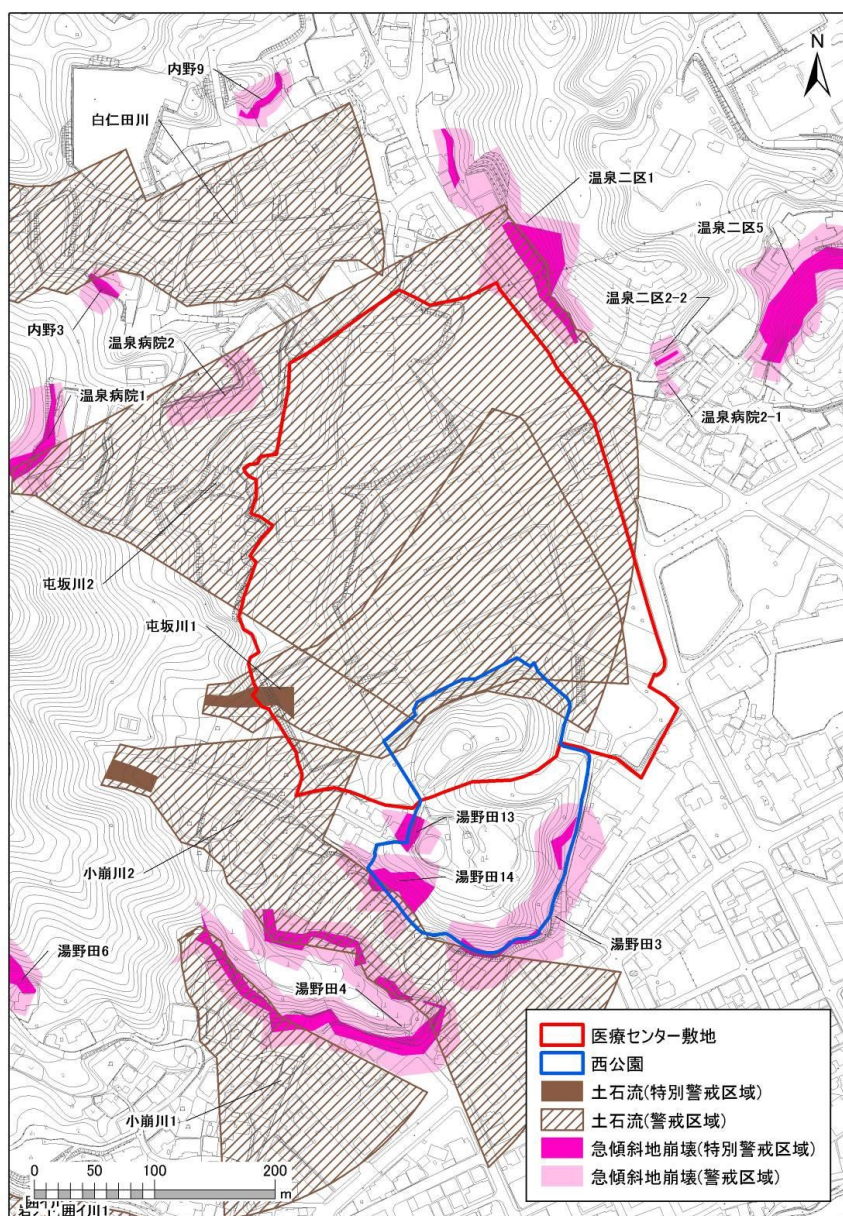 N
内野9
白仁田川
温泉二区1
温泉二区5
温泉二区2-2
内野3
温泉病院2
温泉病院1
温泉病院2-1
屯坂川2
屯坂川1
湯野田13
小崩川2
湯野田14
湯野田3
湯野田6
湯野田4
小崩川1
医療センター敷地
西公園
土石流(特別警戒区域)
土石流(警戒区域)
急傾斜地崩壊(特別警戒区域)
急傾斜地崩壊(警戒区域)
0 50 100 200
m